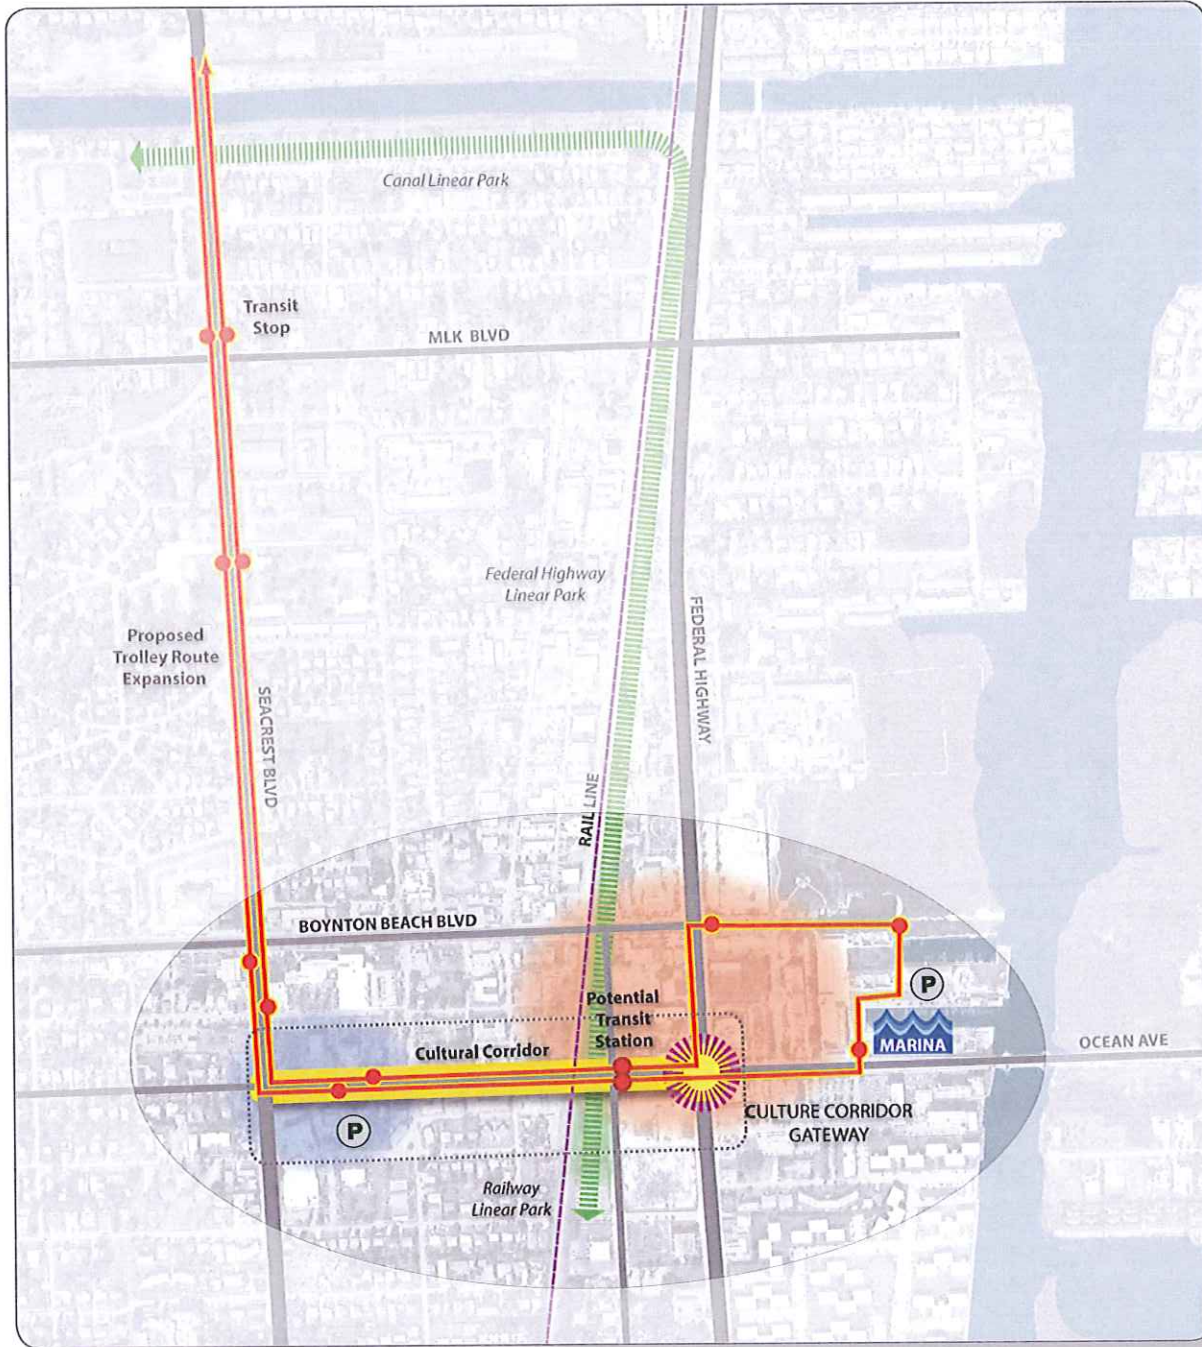 Canal Linear Park
Transit
Stop
MLK BLVD
Federal Highway
Linear Park
FEDERAL HIGHWAY
Proposed
Trolley Route
Expansion
SEACREST BLVD
RAIL LINE
BOYNTON BEACH BLVD
P
Potential
Transit
Station
MARINA
OCEAN AVE
Cultural Corridor
CULTURE CORRIDOR
GATEWAY
P
Railway
Linear Park